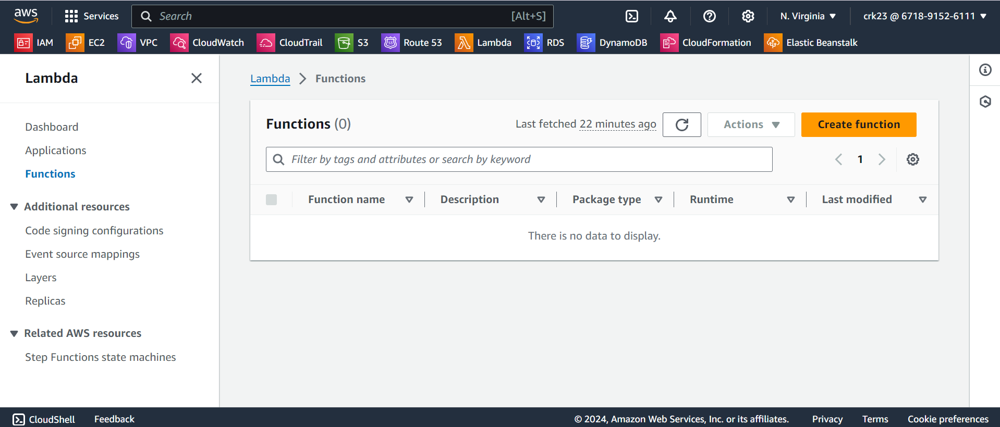 aws Services Search [Alt+S] N. Virginia crk23 @ 6718-9152-6111
IAM EC2 VPC CloudWatch CloudTrail S3 Route 53 Lambda RDS DynamoDB CloudFormation Elastic Beanstalk
Lambda
Dashboard
Applications
Functions
Additional resources
Code signing configurations
Event source mappings
Layers
Replicas
Related AWS resources
Step Functions state machines
Lambda Functions
Functions (0) Last fetched 22 minutes ago Actions Create function
Filter by tags and attributes or search by keyword 1
Function name Description Package type Runtime Last modified
There is no data to display.
CloudShell Feedback © 2024, Amazon Web Services, Inc. or its affiliates. Privacy Terms Cookie preferences